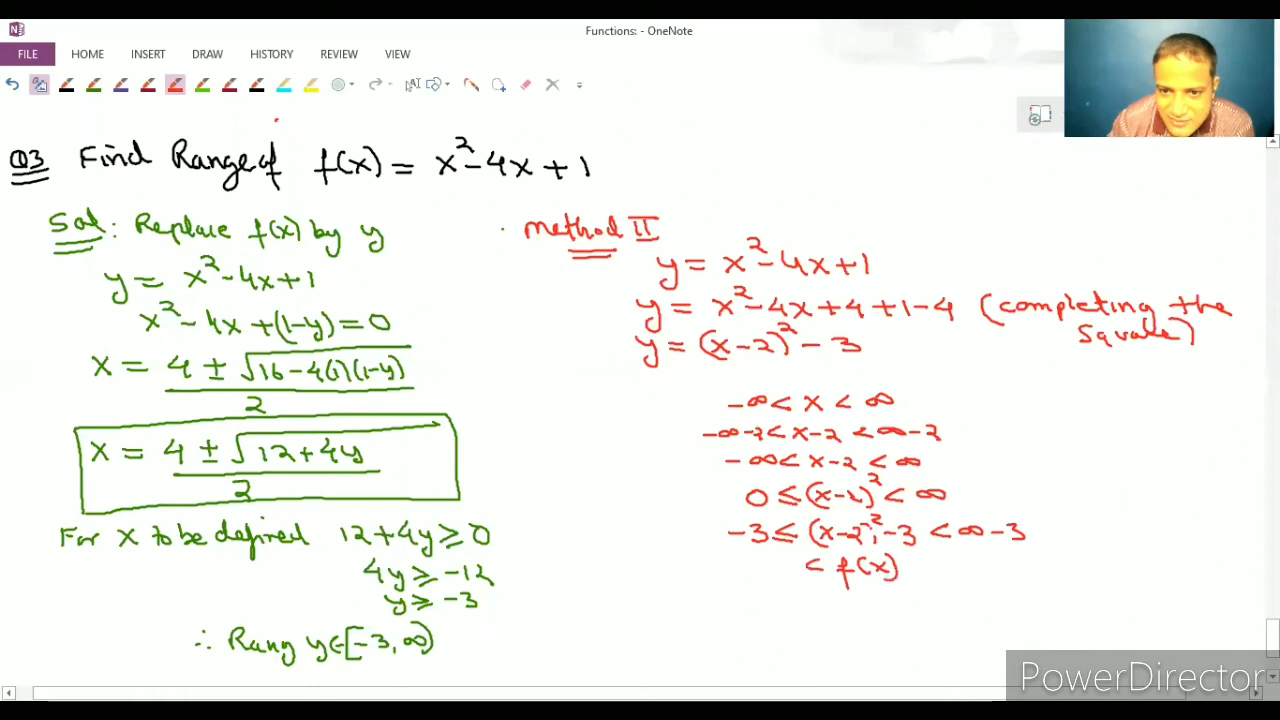 Functions: - OneNote
FILE HOME INSERT DRAW HISTORY REVIEW VIEW
Q3 Find Range of f(x) = x² - 4x + 1
Sol: Replace f(x) by y
y = x² - 4x + 1
x² - 4x + (1-y) = 0
x = (4 ± √(16 - 4(1)(1-y)))/2
x = (4 ± √(12 + 4y))/2
For x to be defined 12 + 4y ≥ 0
4y ≥ -12
y ≥ -3
∴ Rang y ∈ [-3, ∞)
method II
y = x² - 4x + 1
y = x² - 4x + 4 + 1 - 4 (completing the
square)
y = (x-2)² - 3
-∞ < x < ∞
-∞-2 < x-2 < ∞-2
-∞ < x-2 < ∞
0 ≤ (x-2)² < ∞
-3 ≤ (x-2)² - 3 < ∞ - 3
< f(x)
PowerDirector